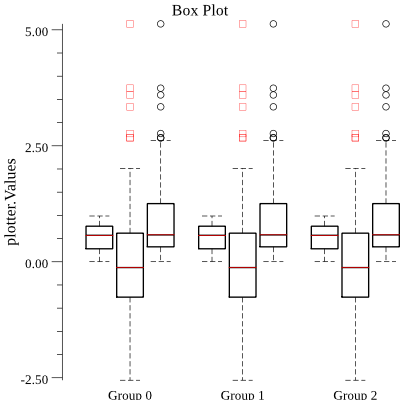 Box Plot
5.00
2.50
0.00
-2.50
plotter.Values
Group 0
Group 1
Group 2